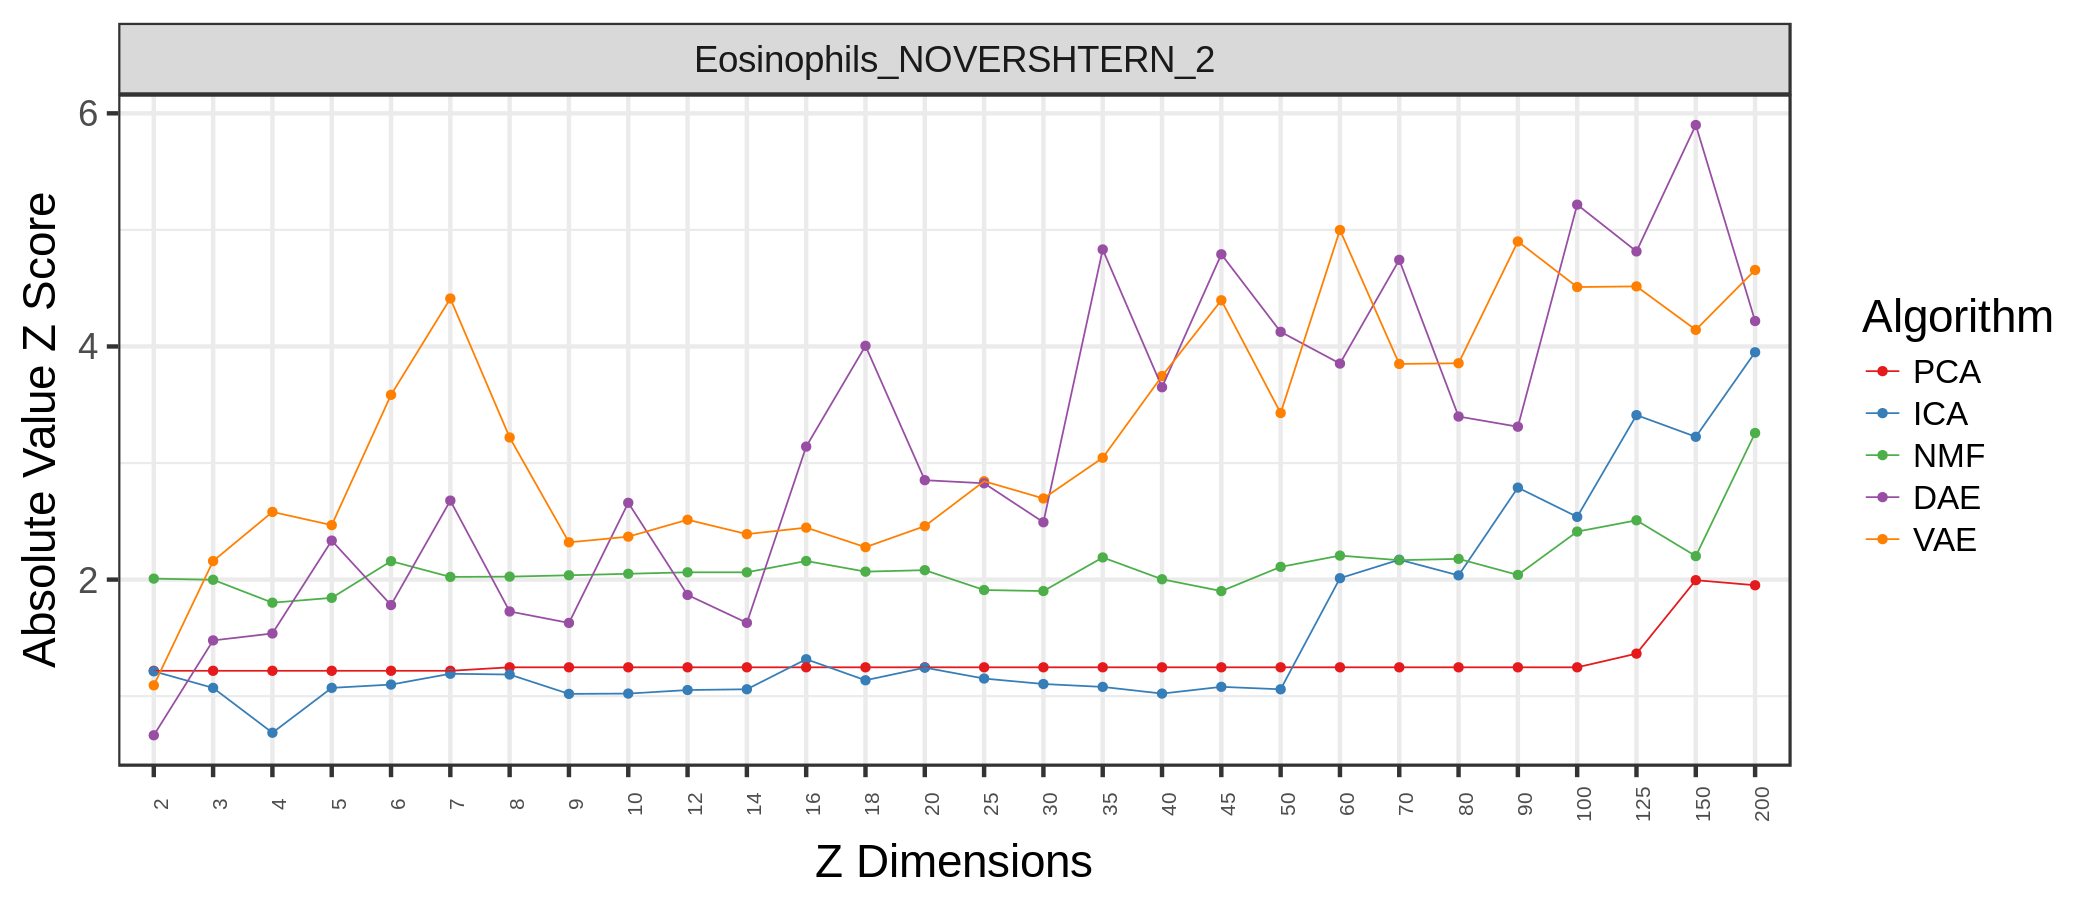 Eosinophils_NOVERSHTERN_2
Absolute Value Z Score
6
4
2
2 3 4 5 6 7 8 9 10 12 14 16 18 20 25 30 35 40 45 50 60 70 80 90 100 125 150 200
Z Dimensions
Algorithm
PCA
ICA
NMF
DAE
VAE